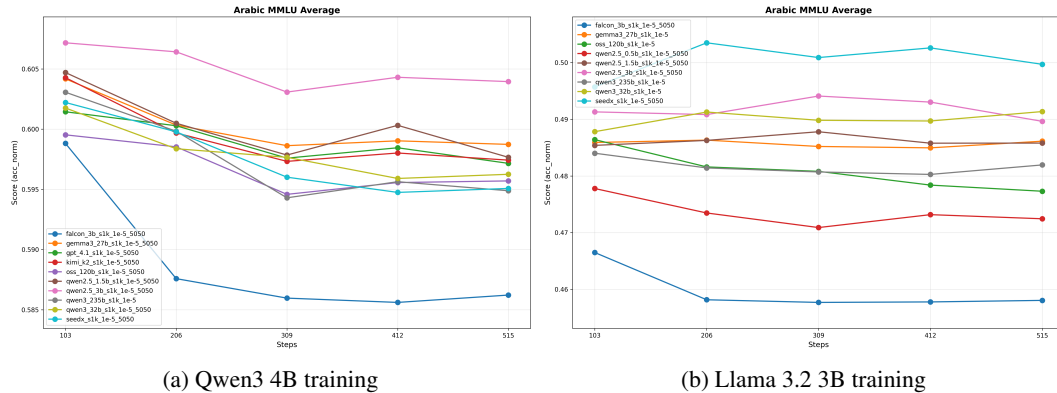 Arabic MMLU Average
Score (acc_norm)
0.605
0.600
0.595
0.590
0.585
falcon_3b_s1k_1e-5_5050
gemma3_27b_s1k_1e-5_5050
gpt_4.1_s1k_1e-5_5050
kimi_k2_s1k_1e-5_5050
oss_120b_s1k_1e-5_5050
qwen2.5_1.5b_s1k_1e-5_5050
qwen2.5_3b_s1k_1e-5_5050
qwen3_235b_s1k_1e-5
qwen3_32b_s1k_1e-5_5050
seedx_s1k_1e-5_5050
103 206 309 412 515
Steps
(a) Qwen3 4B training
Arabic MMLU Average
Score (acc_norm)
falcon_3b_s1k_1e-5_5050
gemma3_27b_s1k_1e-5
oss_120b_s1k_1e-5
qwen2.5_0.5b_s1k_1e-5_5050
qwen2.5_1.5b_s1k_1e-5_5050
qwen2.5_3b_s1k_1e-5_5050
qwen3_235b_s1k_1e-5
qwen3_32b_s1k_1e-5
seedx_s1k_1e-5_5050
0.50
0.49
0.48
0.47
0.46
103 206 309 412 515
Steps
(b) Llama 3.2 3B training